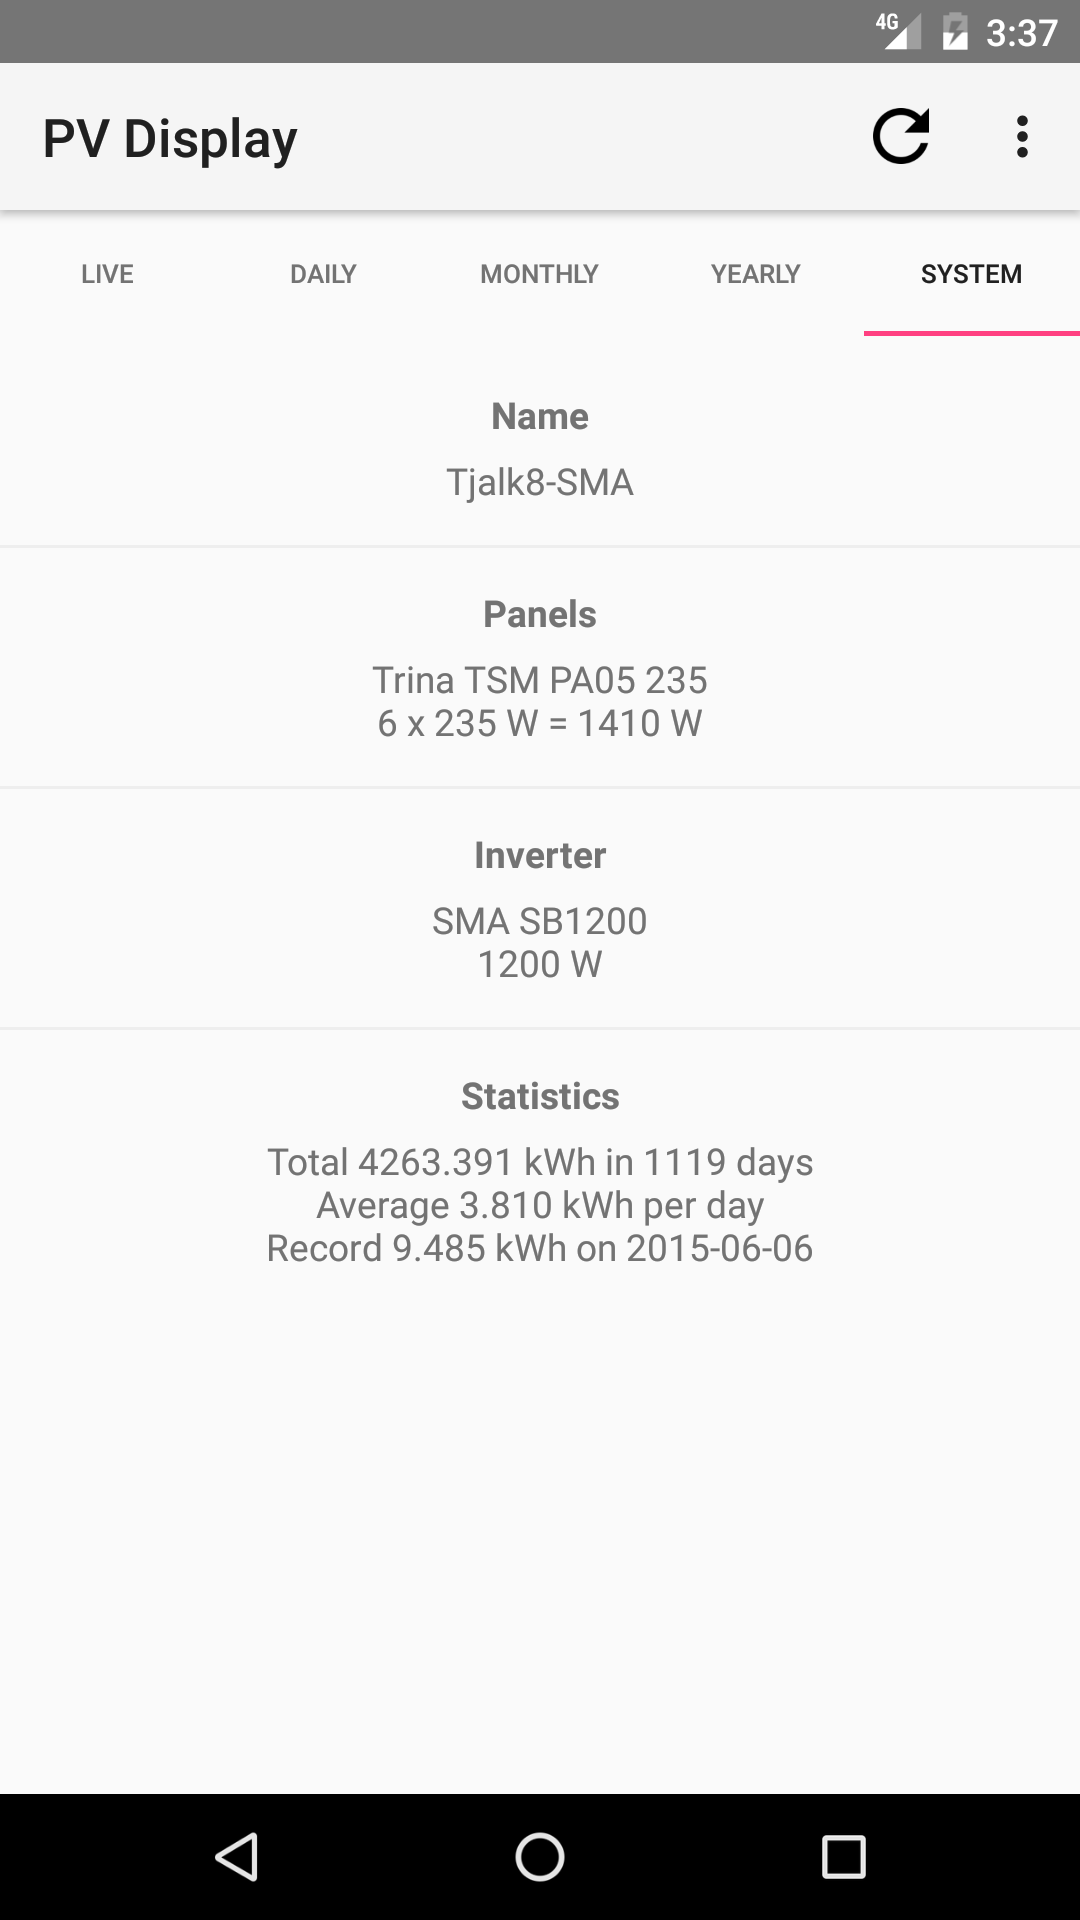 4G 3:37
PV Display
LIVE DAILY MONTHLY YEARLY SYSTEM
Name
Tjalk8-SMA
Panels
Trina TSM PA05 235
6 x 235 W = 1410 W
Inverter
SMA SB1200
1200 W
Statistics
Total 4263.391 kWh in 1119 days
Average 3.810 kWh per day
Record 9.485 kWh on 2015-06-06